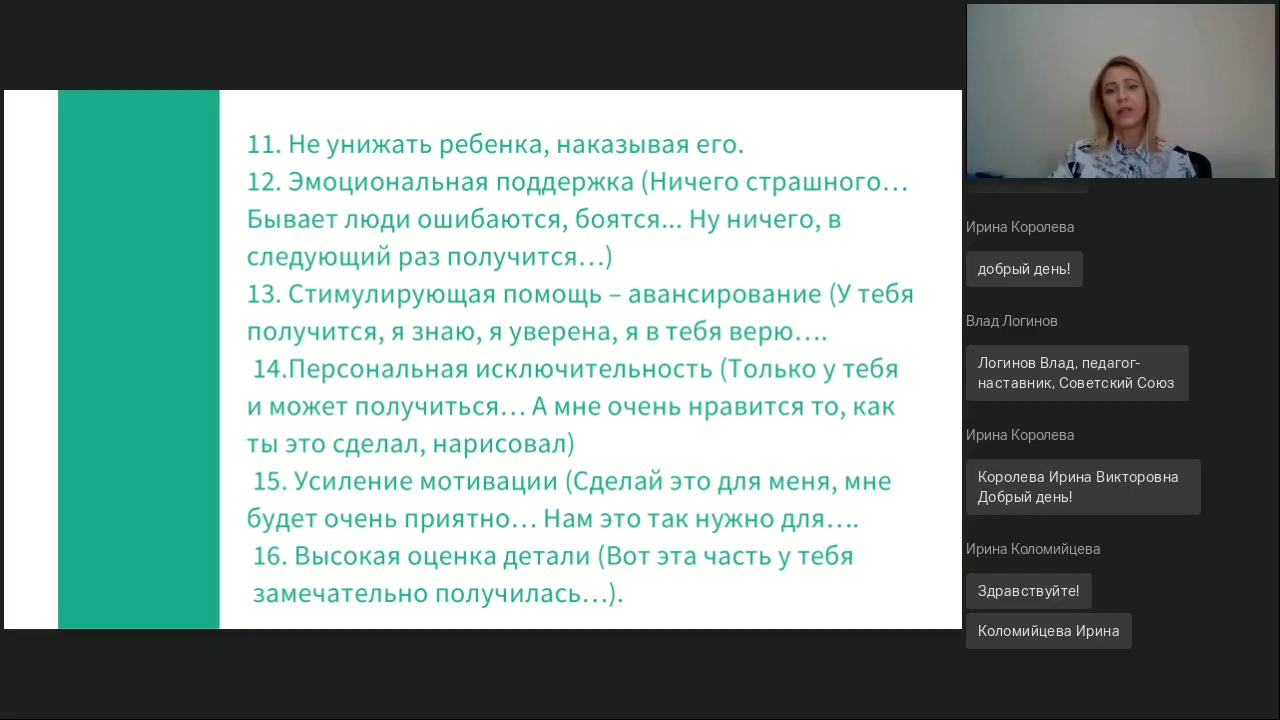 11. Не унижать ребенка, наказывая его.
12. Эмоциональная поддержка (Ничего страшного…
Бывает люди ошибаются, боятся... Ну ничего, в
следующий раз получится…)
13. Стимулирующая помощь – авансирование (У тебя
получится, я знаю, я уверена, я в тебя верю….
14.Персональная исключительность (Только у тебя
и может получиться… А мне очень нравится то, как
ты это сделал, нарисовал)
15. Усиление мотивации (Сделай это для меня, мне
будет очень приятно… Нам это так нужно для….
16. Высокая оценка детали (Вот эта часть у тебя
замечательно получилась…).
Ирина Королева
добрый день!
Влад Логинов
Логинов Влад, педагог-
наставник, Советский Союз
Ирина Королева
Королева Ирина Викторовна
Добрый день!
Ирина Коломийцева
Здравствуйте!
Коломийцева Ирина